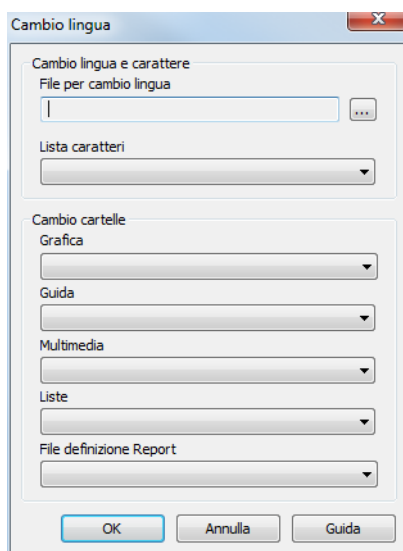 Cambio lingua
Cambio lingua e carattere
File per cambio lingua
...
Lista caratteri
Cambio cartelle
Grafica
Guida
Multimedia
Liste
File definizione Report
OK
Annulla
Guida